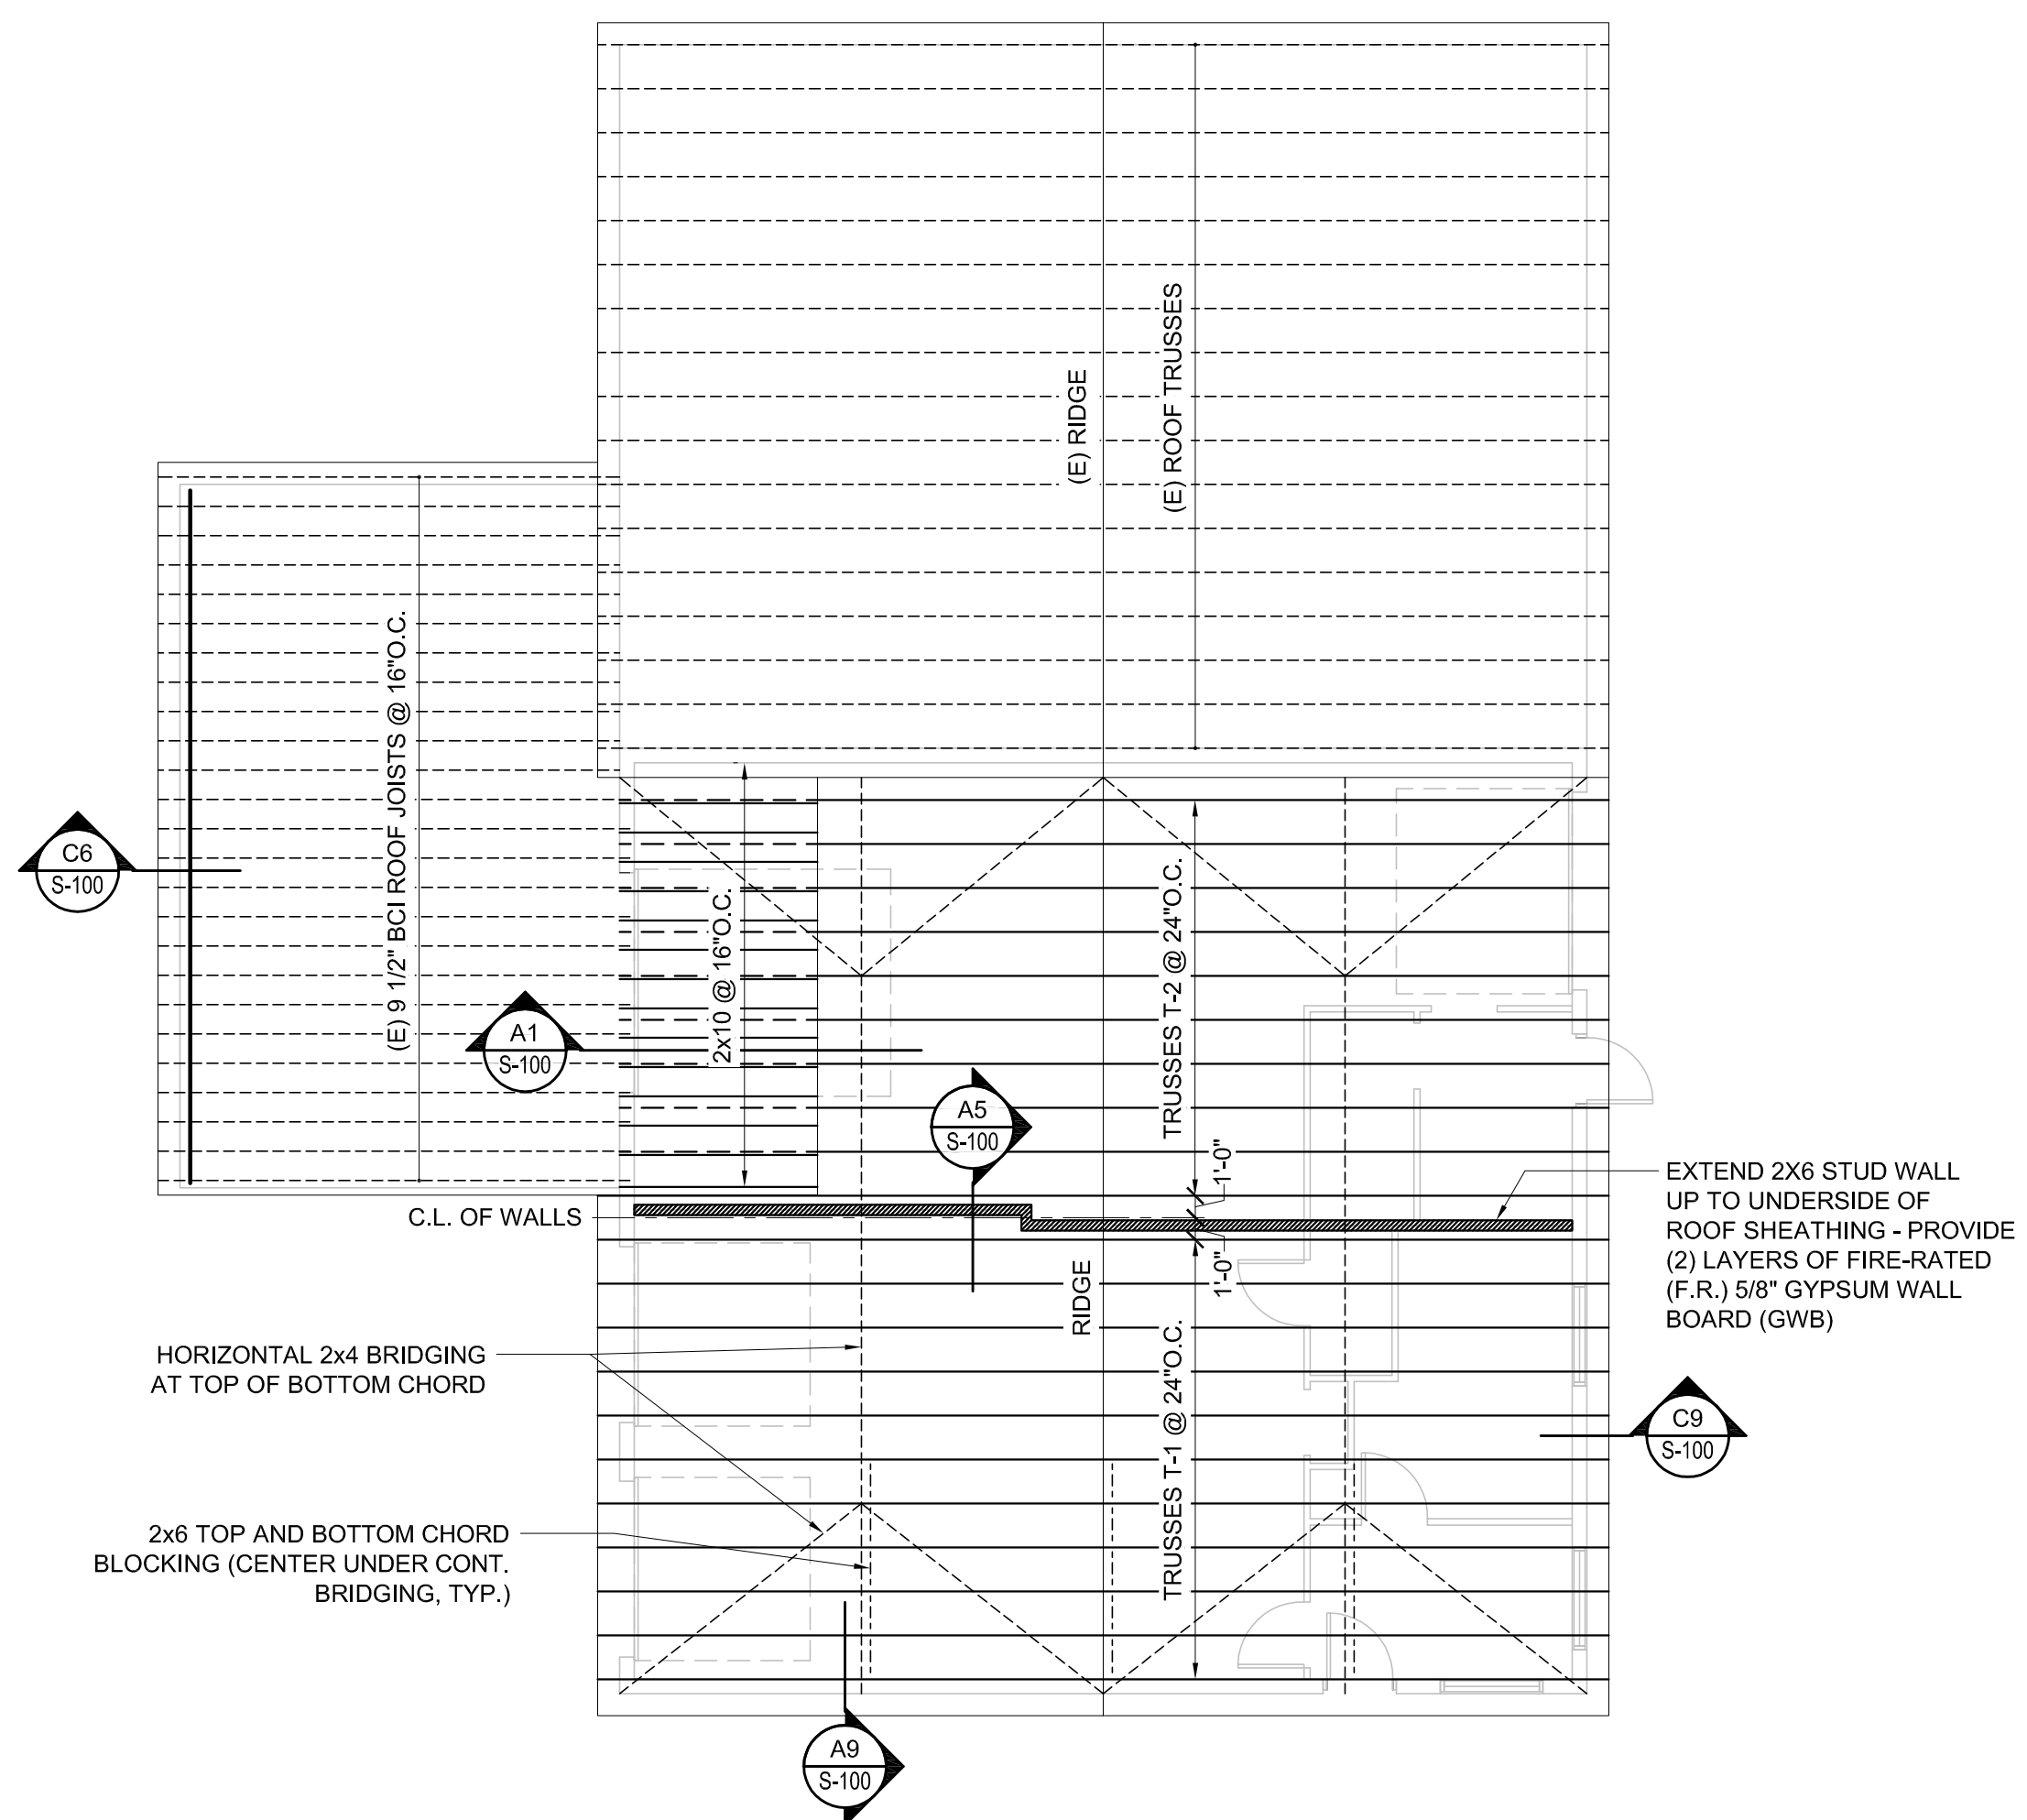 (E) RIDGE
(E) ROOF TRUSSES
(E) 9 1/2" BCI ROOF JOISTS @ 16"O.C.
C6
S-100
2x10 @ 16"O.C.
TRUSSES T-2 @ 24"O.C.
A1
S-100
A5
S-100
1'-0"
C.L. OF WALLS
EXTEND 2X6 STUD WALL
UP TO UNDERSIDE OF
ROOF SHEATHING - PROVIDE
(2) LAYERS OF FIRE-RATED
(F.R.) 5/8" GYPSUM WALL
BOARD (GWB)
1'-0"
RIDGE
TRUSSES T-1 @ 24"O.C.
HORIZONTAL 2x4 BRIDGING
AT TOP OF BOTTOM CHORD
C9
S-100
2x6 TOP AND BOTTOM CHORD
BLOCKING (CENTER UNDER CONT.
BRIDGING, TYP.)
A9
S-100